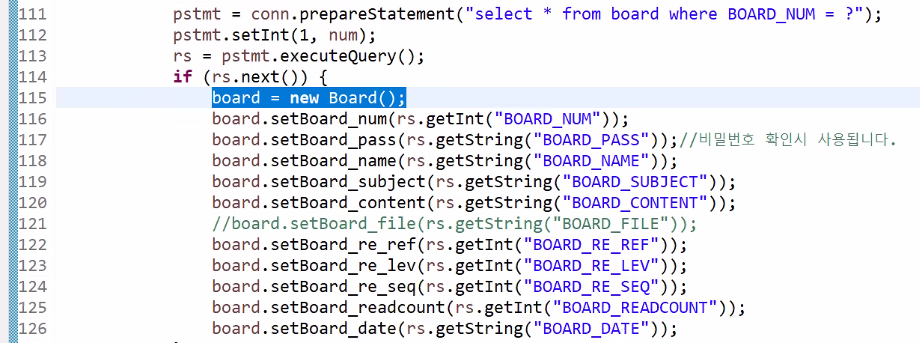 111 pstmt = conn.prepareStatement("select * from board where BOARD_NUM = ?");
112 pstmt.setInt(1, num);
113 rs = pstmt.executeQuery();
114 if (rs.next()) {
115 board = new Board();
116 board.setBoard_num(rs.getInt("BOARD_NUM"));
117 board.setBoard_pass(rs.getString("BOARD_PASS"));//비밀번호 확인시 사용됩니다.
118 board.setBoard_name(rs.getString("BOARD_NAME"));
119 board.setBoard_subject(rs.getString("BOARD_SUBJECT"));
120 board.setBoard_content(rs.getString("BOARD_CONTENT"));
121 //board.setBoard_file(rs.getString("BOARD_FILE"));
122 board.setBoard_re_ref(rs.getInt("BOARD_RE_REF"));
123 board.setBoard_re_lev(rs.getInt("BOARD_RE_LEV"));
124 board.setBoard_re_seq(rs.getInt("BOARD_RE_SEQ"));
125 board.setBoard_readcount(rs.getInt("BOARD_READCOUNT"));
126 board.setBoard_date(rs.getString("BOARD_DATE"));